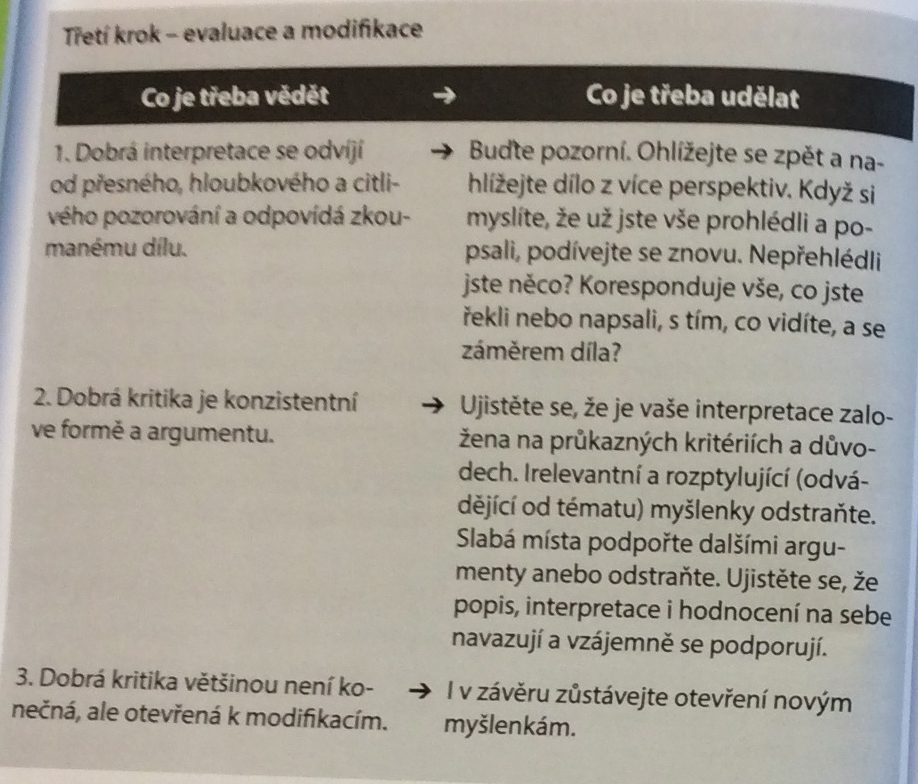 Třetí krok – evaluace a modifikace
Co je třeba vědět → Co je třeba udělat
1. Dobrá interpretace se odvíjí
od přesného, hloubkového a citli-
vého pozorování a odpovídá zkou-
manému dílu.
→ Buďte pozorní. Ohlížejte se zpět a na-
hlížejte dílo z více perspektiv. Když si
myslíte, že už jste vše prohlédli a po-
psali, podívejte se znovu. Nepřehlédli
jste něco? Koresponduje vše, co jste
řekli nebo napsali, s tím, co vidíte, a se
záměrem díla?
2. Dobrá kritika je konzistentní
ve formě a argumentu.
→ Ujistěte se, že je vaše interpretace zalo-
žena na průkazných kritériích a důvo-
dech. Irelevantní a rozptylující (odvá-
dějící od tématu) myšlenky odstraňte.
Slabá místa podpořte dalšími argu-
menty anebo odstraňte. Ujistěte se, že
popis, interpretace i hodnocení na sebe
navazují a vzájemně se podporují.
3. Dobrá kritika většinou není ko-
nečná, ale otevřená k modifikacím.
→ I v závěru zůstávejte otevření novým
myšlenkám.